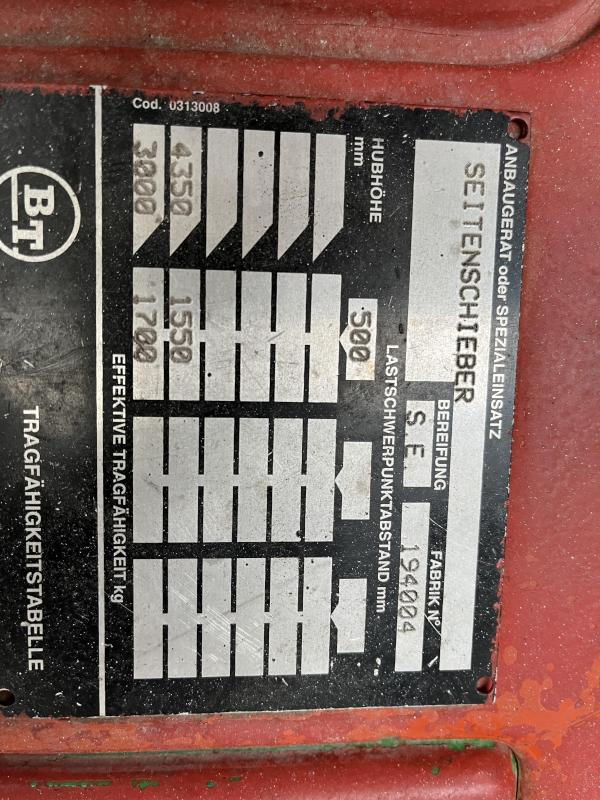 ANBAUGERÄT oder SPEZIALEINSATZ
SEITENSCHIEBER
BEREIFUNG
S.E.
FABRIK N°
194004
HUBHÖHE
mm
500
LASTSCHWERPUNKTABSTAND mm.
4350 1550
3000 1700
Cod. 0313008
EFFEKTIVE TRAGFÄHIGKEIT kg
BT
TRAGFÄHIGKEITSTABELLE